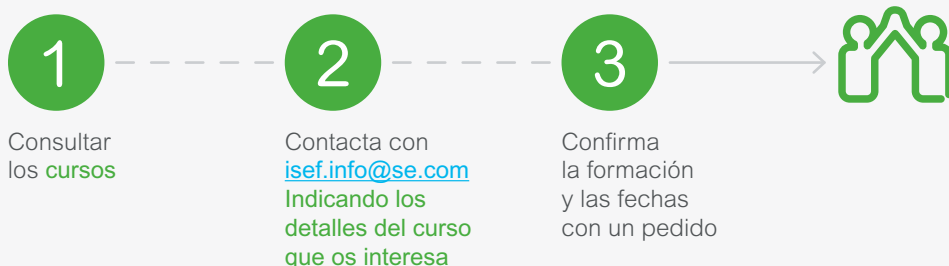 1
Consultar
los cursos
2
Contacta con
isef.info@se.com
Indicando los
detalles del curso
que os interesa
3
Confirma
la formación
y las fechas
con un pedido